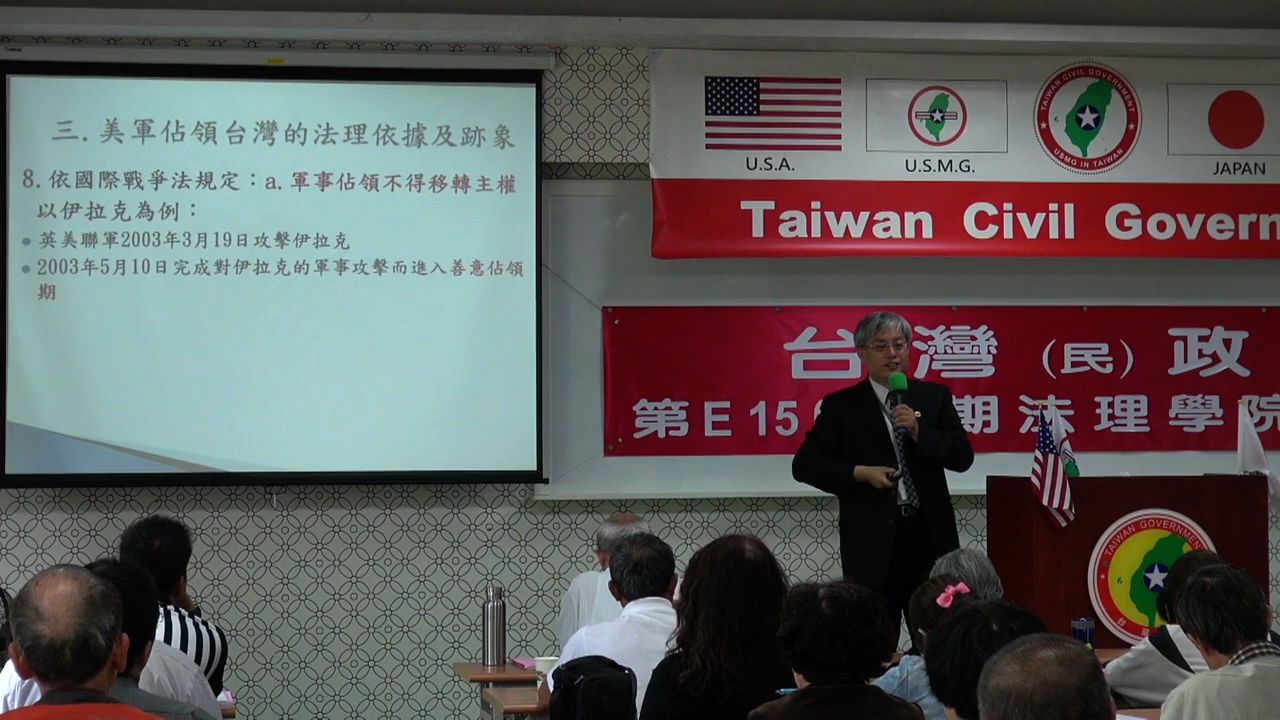 三.美軍佔領台灣的法理依據及跡象
8.依國際戰爭法規定：a.軍事佔領不得移轉主權
以伊拉克為例：
英美聯軍2003年3月19日攻擊伊拉克
2003年5月10日完成對伊拉克的軍事攻擊而進入善意佔領
期
U.S.A.
U.S.M.G.
TAIWAN CIVIL GOVERNMENT
USMG IN TAIWAN
JAPAN
Taiwan Civil Govern
台灣（民）政
第E15 期法理學院
TAIWAN GOVERNMENT